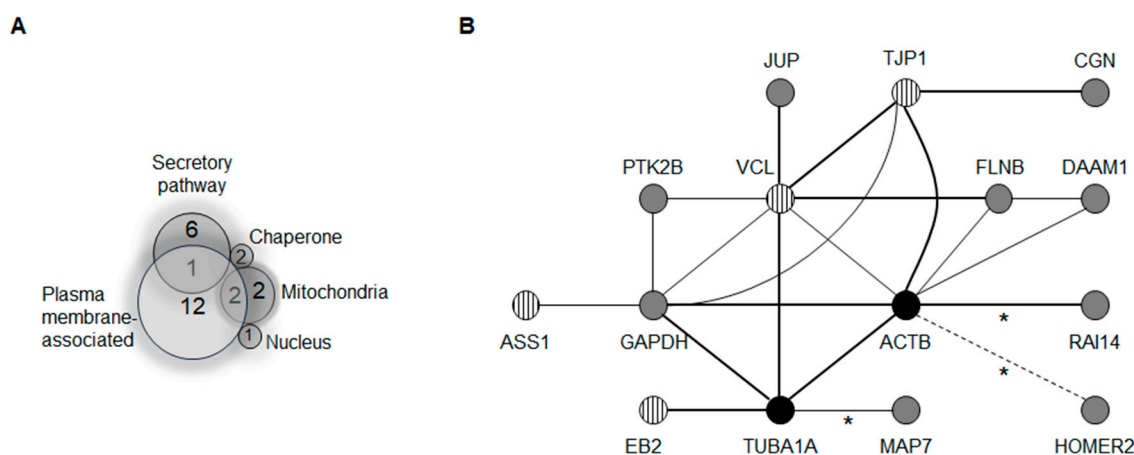 A
Secretory
pathway
6
Chaperone
1
2
2
2
Mitochondria
12
Plasma
membrane-
associated
1
Nucleus
B
JUP
TJP1
CGN
PTK2B
VCL
FLNB
DAAM1
ASS1
GAPDH
ACTB
*
RAI14
*
EB2
TUBA1A
*
MAP7
HOMER2